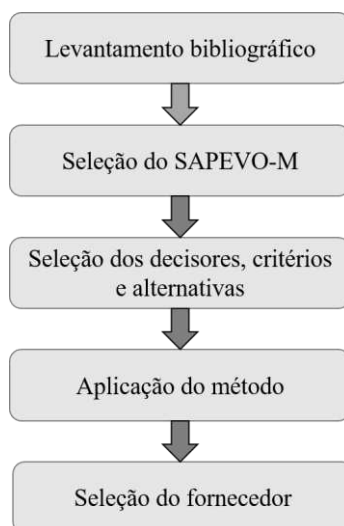 Levantamento bibliográfico
Seleção do SAPEVO-M
Seleção dos decisores, critérios
e alternativas
Aplicação do método
Seleção do fornecedor